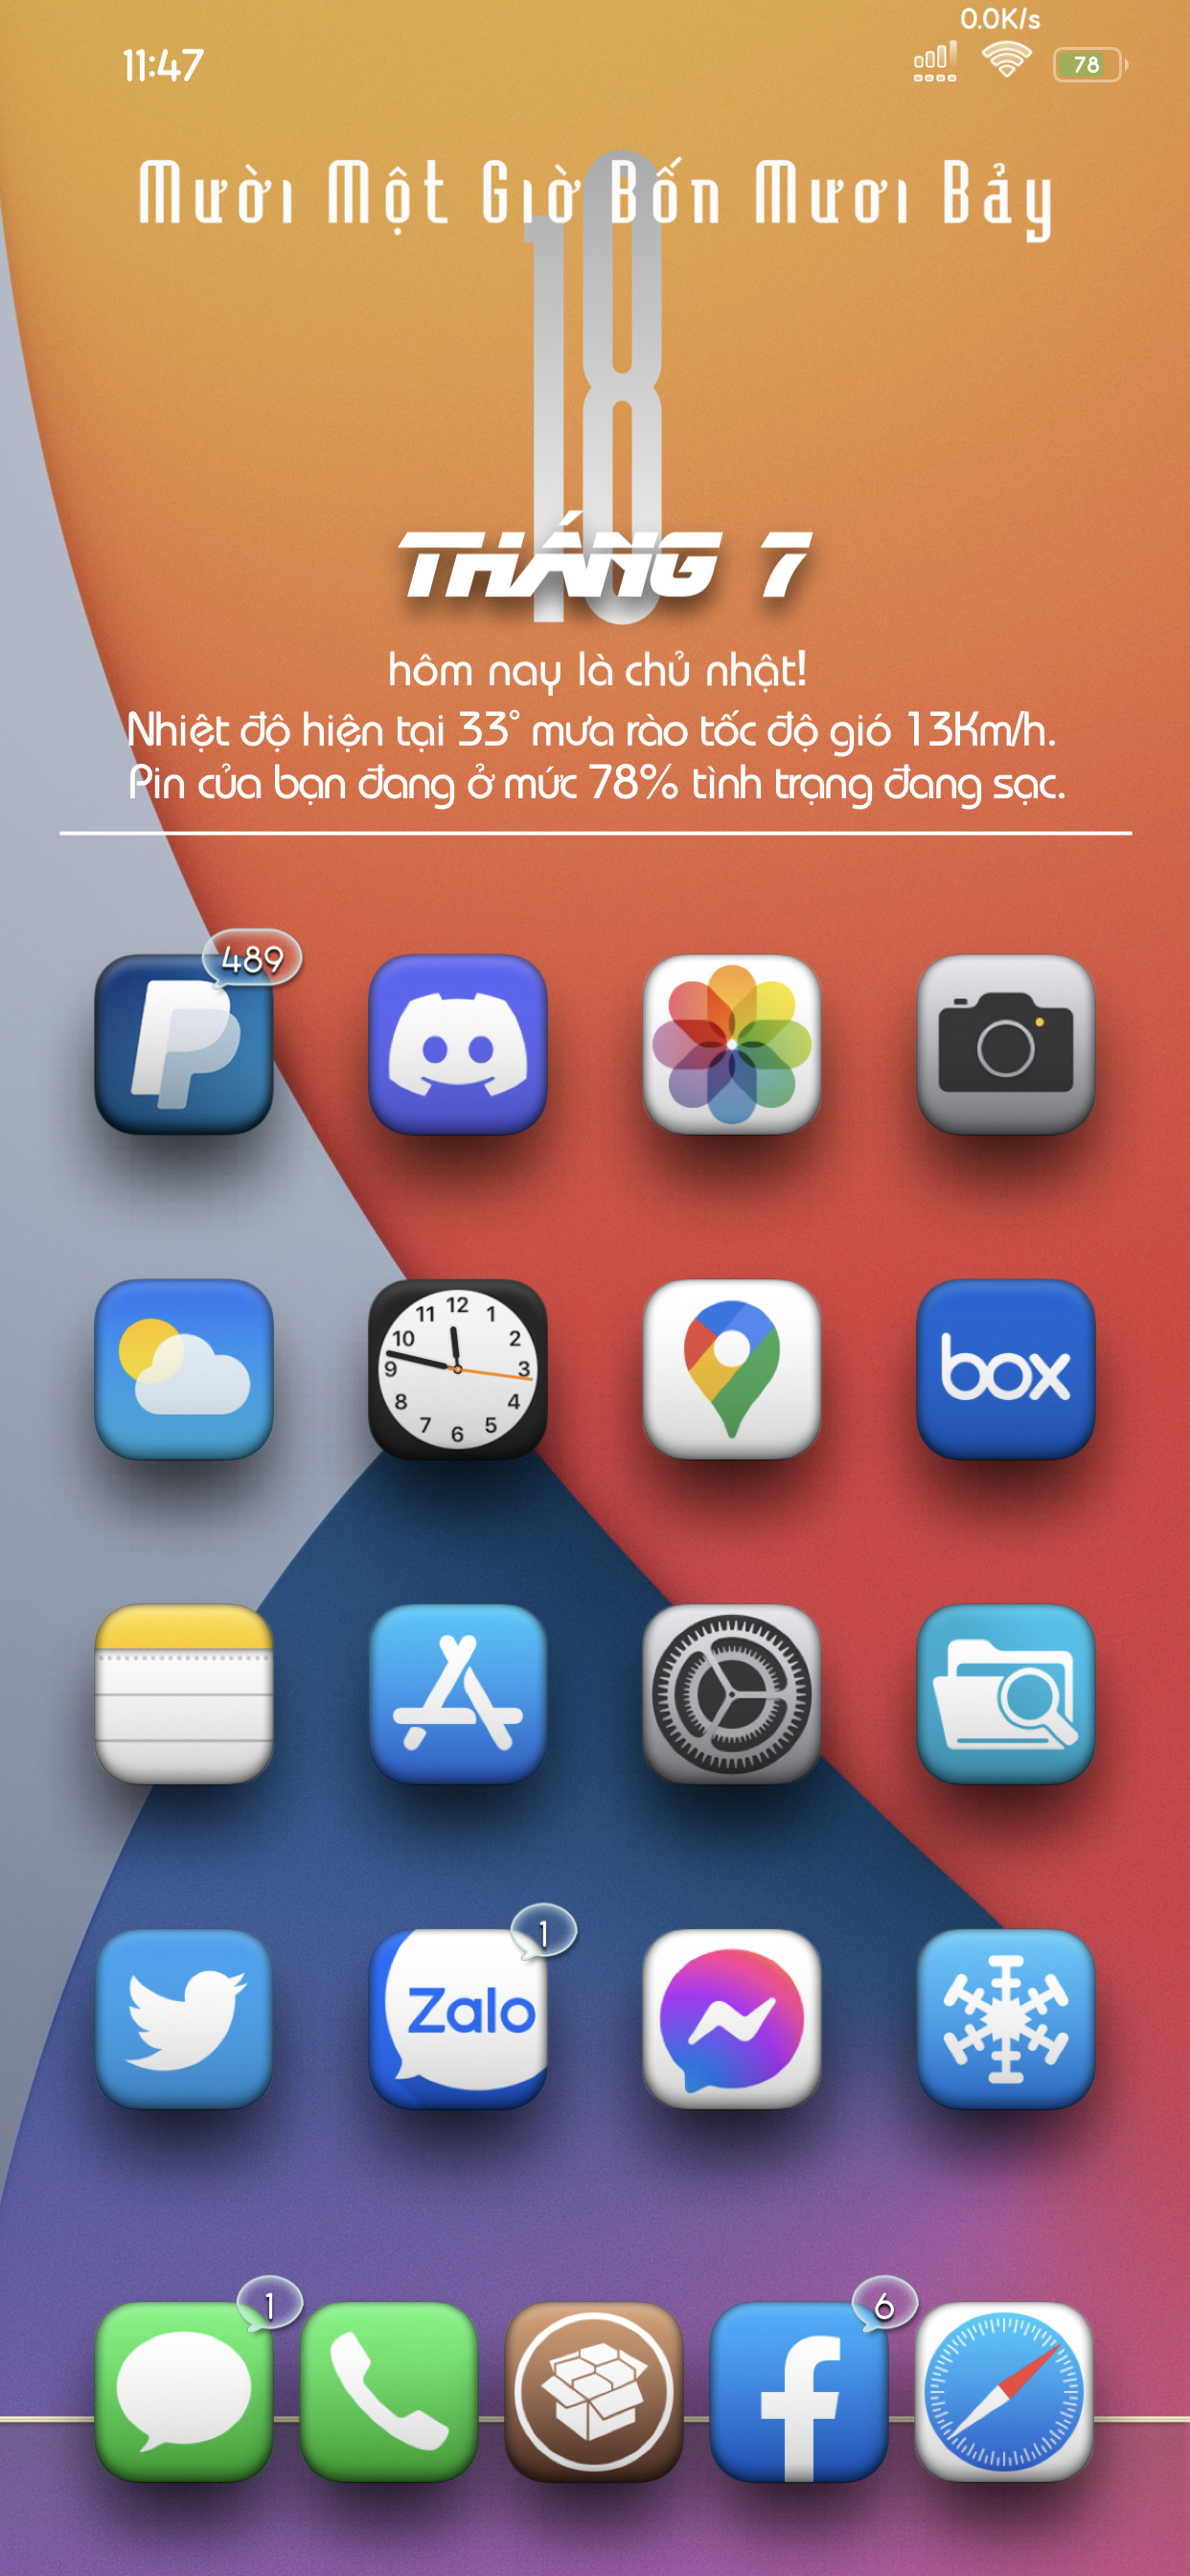 0.0K/s
11:47
78
Mười Một Giờ Bốn Mươi Bảy
18
THÁNG 7
hôm nay là chủ nhật!
Nhiệt độ hiện tại 33° mưa rào tốc độ gió 13Km/h.
Pin của bạn đang ở mức 78% tình trạng đang sạc.
489
12
11 1
10 2
9 3
8 4
7 5
6
box
1
Zalo
1
6